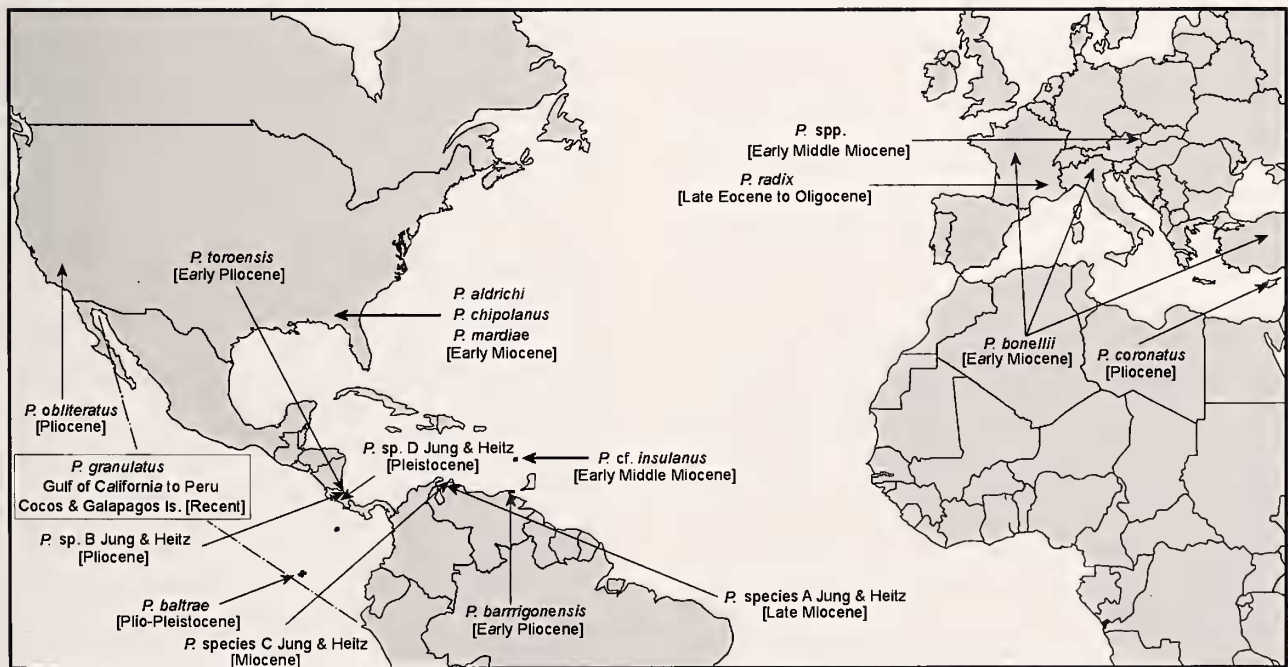 P. spp.
[Early Middle Miocene]
P. radix
[Late Eocene to Oligocene]
P. toroensis
[Early Pliocene]
P. aldrichi
P. chipolanus
P. mardiae
[Early Miocene]
P. bonellii
[Early Miocene]
P. coronatus
[Pliocene]
P. obliteratus
[Pliocene]
P. sp. D Jung & Heitz
[Pleistocene]
P. cf. insulanus
[Early Middle Miocene]
P. granulatus
Gulf of California to Peru
Cocos & Galapagos Is. [Recent]
P. sp. B Jung & Heitz
[Pliocene]
P. baltrae
[Plio-Pleistocene]
P. barrrigonensis
[Early Pliocene]
P. species A Jung & Heitz
[Late Miocene]
P. species C Jung & Heitz
[Miocene]